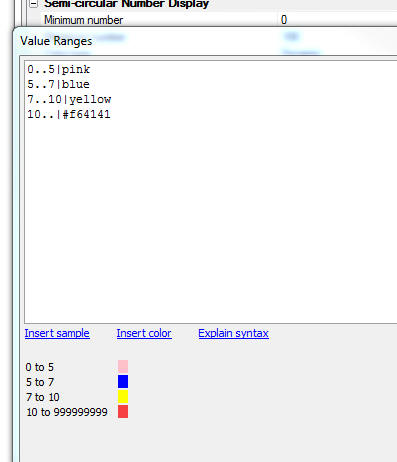 Semi-circular Number Display
Minimum number 0
Value Ranges
0..5|pink
5..7|blue
7..10|yellow
10..|#f64141
Insert sample Insert color Explain syntax
0 to 5
5 to 7
7 to 10
10 to 999999999